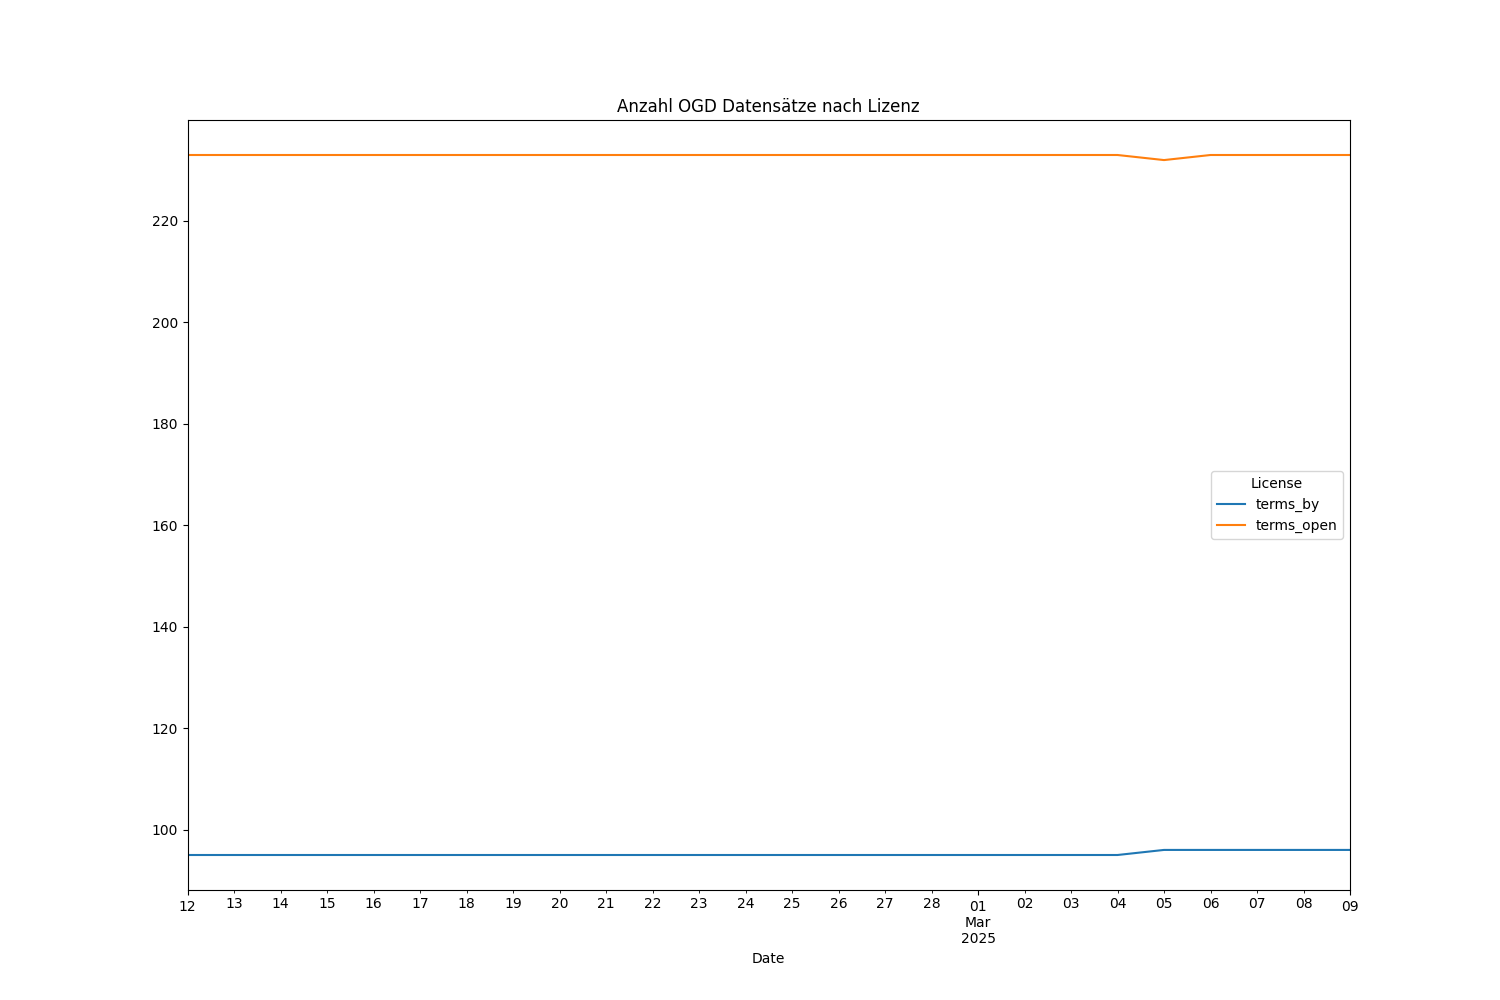 Anzahl OGD Datensätze nach Lizenz
220
200
180
160
140
120
100
License
terms_by
terms_open
12 13 14 15 16 17 18 19 20 21 22 23 24 25 26 27 28 01 02 03 04 05 06 07 08 09
Mar
2025
Date